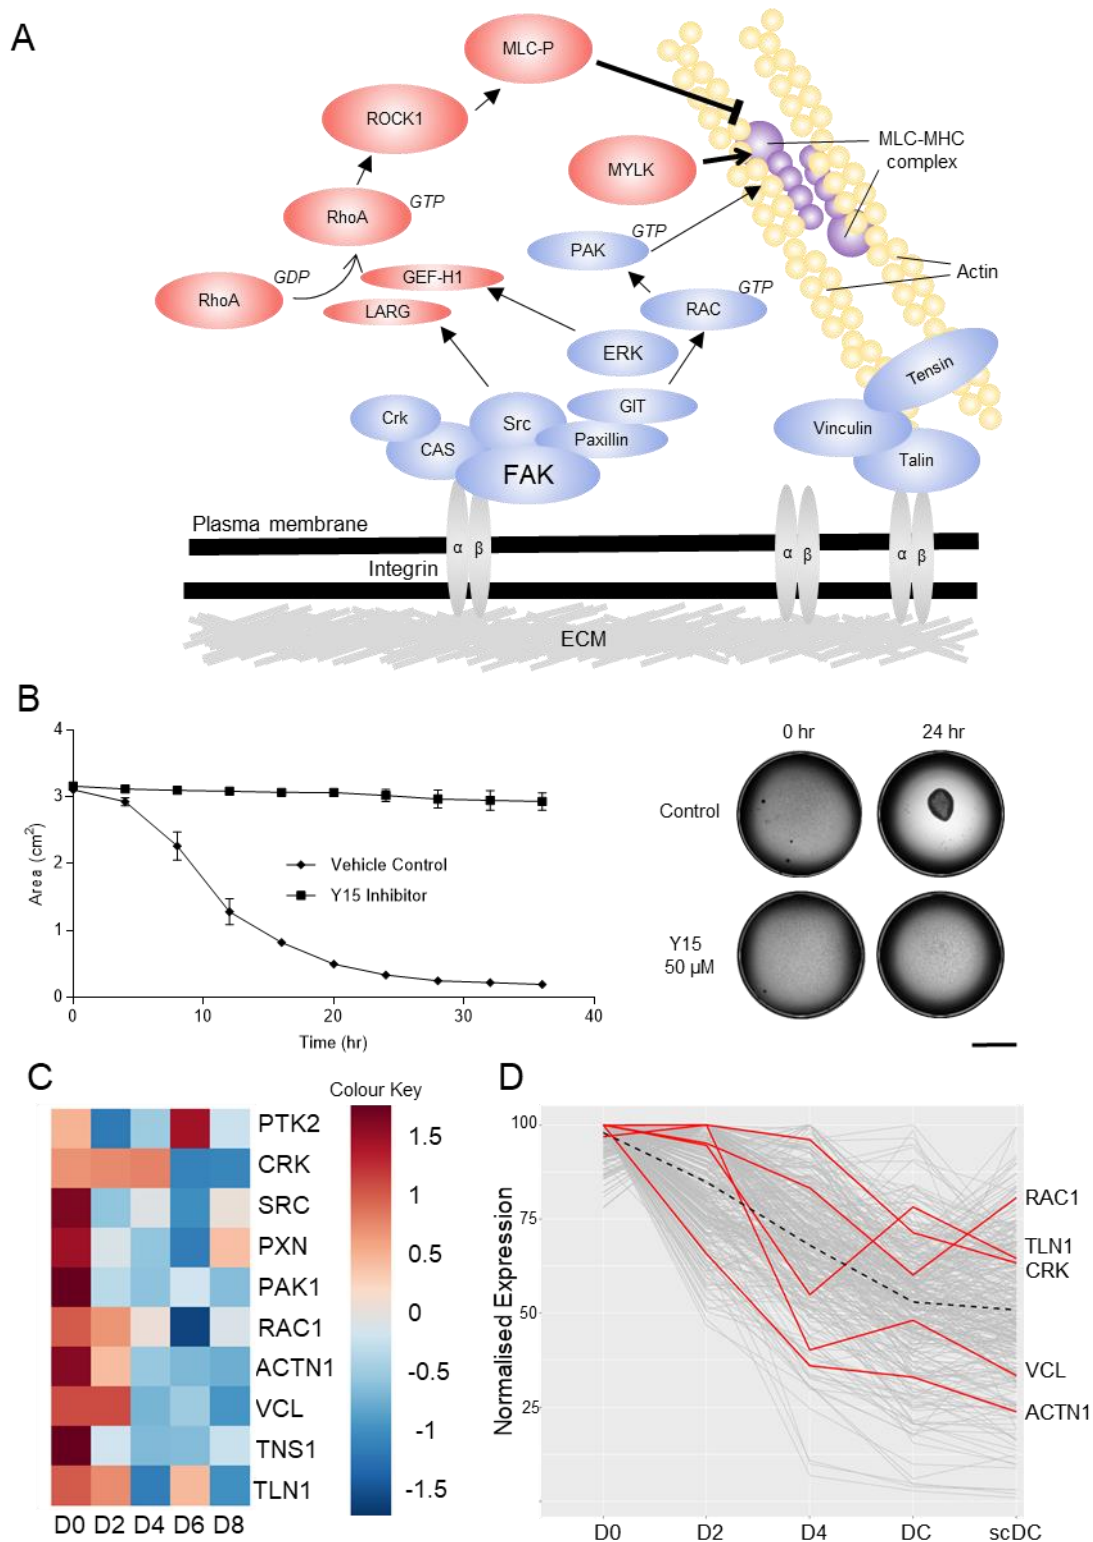 A
MLC-P
ROCK1
MLC-MHC
complex
MYLK
RhoA
GTP
GTP
PAK
GDP
GEF-H1
Actin
RhoA
GTP
RAC
LARG
ERK
Tensin
GIT
Crk
Src
Vinculin
Paxillin
CAS
Talin
FAK
Plasma membrane
α β
α β
α β
Integrin
ECM
B
4
3
2
1
0
Area (cm2)
Vehicle Control
Y15 Inhibitor
0
10
20
30
40
Time (hr)
0 hr
24 hr
Control
Y15
50 µM
C
Colour Key
PTK2
CRK
SRC
PXN
PAK1
RAC1
ACTN1
VCL
TNS1
TLN1
D0 D2 D4 D6 D8
1.5
1
0.5
0
-0.5
-1
-1.5
D
100
75
50
25
Normalised Expression
RAC1
TLN1
CRK
VCL
ACTN1
D0
D2
D4
DC
scDC